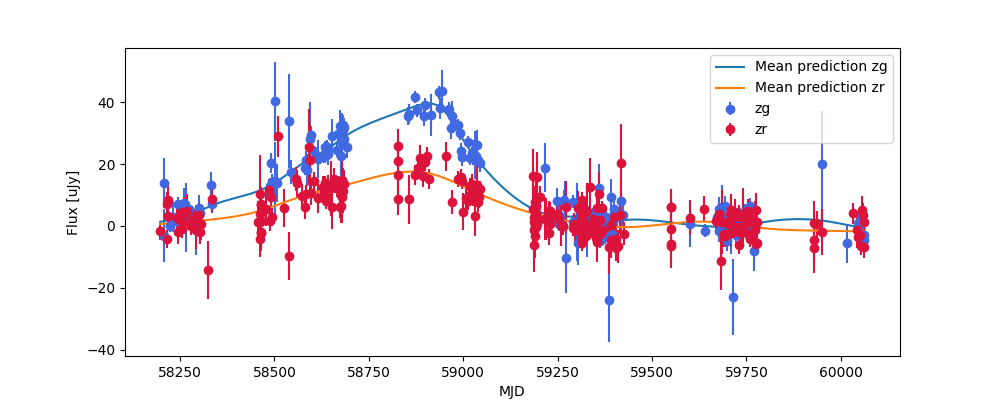 Mean prediction zg
Mean prediction zr
zg
zr
Flux [uJy]
40
20
0
−20
−40
58250
58500
58750
59000
59250
59500
59750
60000
MJD